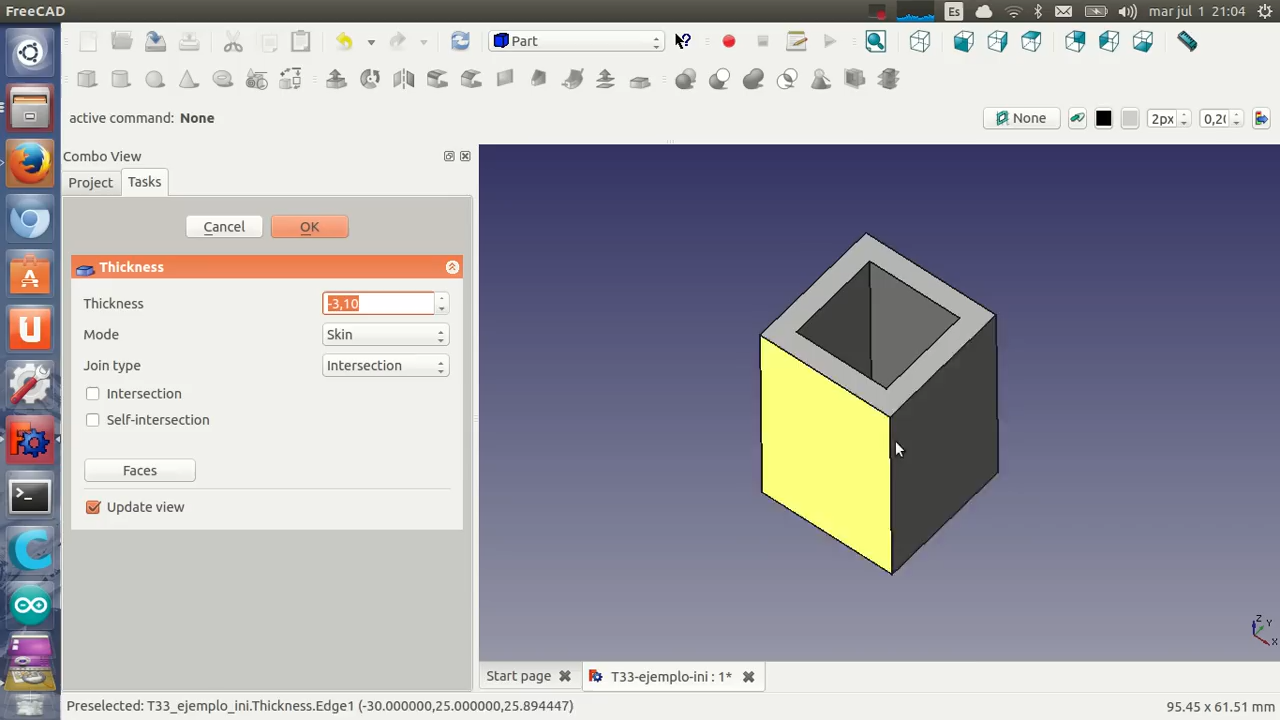 FreeCAD
Es
mar jul 1 21:04
Part
active command: None
None
2px
0,20
Combo View
Project
Tasks
Cancel
OK
Thickness
Thickness
-3,10
Mode
Skin
Join type
Intersection
Intersection
Self-intersection
Faces
Update view
Z
Y
X
Start page
T33-ejemplo-ini : 1*
Preselected: T33_ejemplo_ini.Thickness.Edge1 (-30.000000,25.000000,25.894447)
95.45 x 61.51 mm